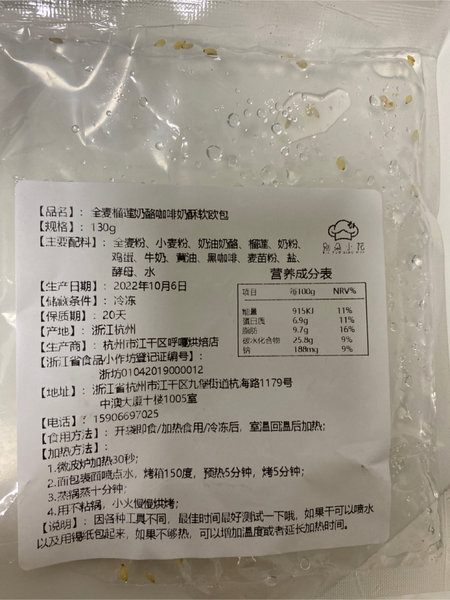 【品名】：全麦榴莲奶酪咖啡奶酥软欧包
【规格】：130g
【主要配料】：全麦粉、小麦粉、奶油奶酪、榴莲、奶粉、
鸡蛋、牛奶、黄油、黑咖啡、麦苗粉、盐、
酵母、水
【生产日期】：2022年10月6日
【储藏条件】：冷冻
【保质期】：20天
【产地】：浙江杭州
【生产商】：杭州市江干区呼嘎烘焙店
【浙江省食品小作坊登记证编号】：
浙坊01042019000012
【地址】：浙江省杭州市江干区九堡街道杭海路1179号
中澳大厦十楼1005室
【电话】：15906697025
【食用方法】：开袋即食/加热食用/冷冻后，室温回温后加热；
【加热方法】：
1.微波炉加热30秒；
2.面包表面喷点水，烤箱150度，预热5分钟，烤5分钟；
3.蒸锅蒸十分钟；
4.用不粘锅，小火慢慢烘烤；
【说明】：因各种工具不同，最佳时间最好测试一下哦，如果干可以喷水
以及用锡纸包起来，如果不够热，可以增加温度或者延长加热时间。
别朵小花
营养成分表
项目 每100g NRV%
能量 915KJ 11%
蛋白质 6.9g 11%
脂肪 9.7g 16%
碳水化合物 25.8g 9%
钠 188mg 9%